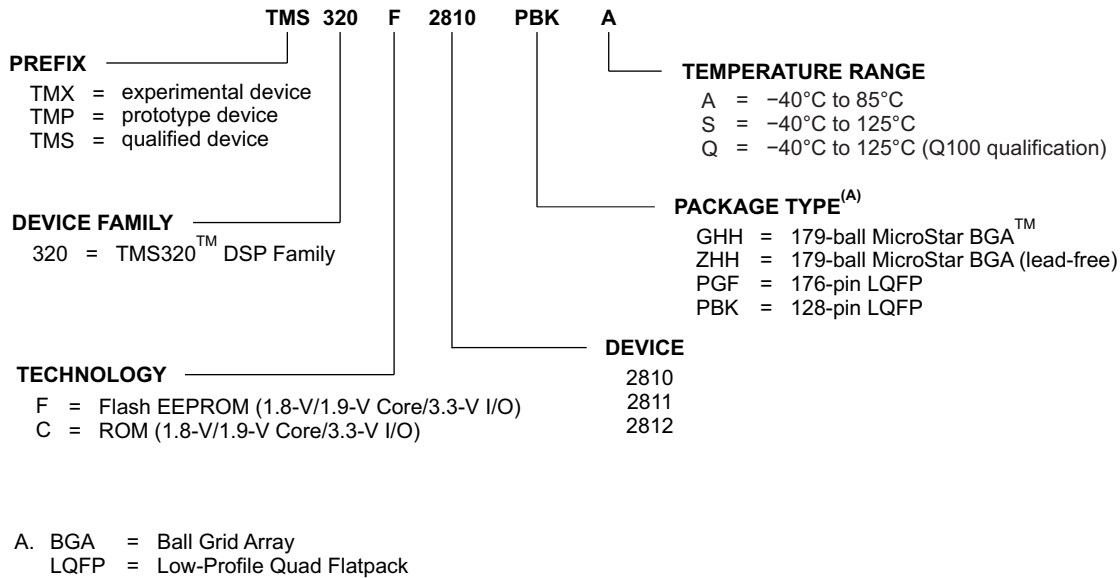 TMS 320 F 2810 PBK A
PREFIX
TMX = experimental device
TMP = prototype device
TMS = qualified device
TEMPERATURE RANGE
A = −40°C to 85°C
S = −40°C to 125°C
Q = −40°C to 125°C (Q100 qualification)
DEVICE FAMILY
320 = TMS320™ DSP Family
PACKAGE TYPE(A)
GHH = 179-ball MicroStar BGA™
ZHH = 179-ball MicroStar BGA (lead-free)
PGF = 176-pin LQFP
PBK = 128-pin LQFP
TECHNOLOGY
F = Flash EEPROM (1.8-V/1.9-V Core/3.3-V I/O)
C = ROM (1.8-V/1.9-V Core/3.3-V I/O)
DEVICE
2810
2811
2812
A. BGA = Ball Grid Array
LQFP = Low-Profile Quad Flatpack